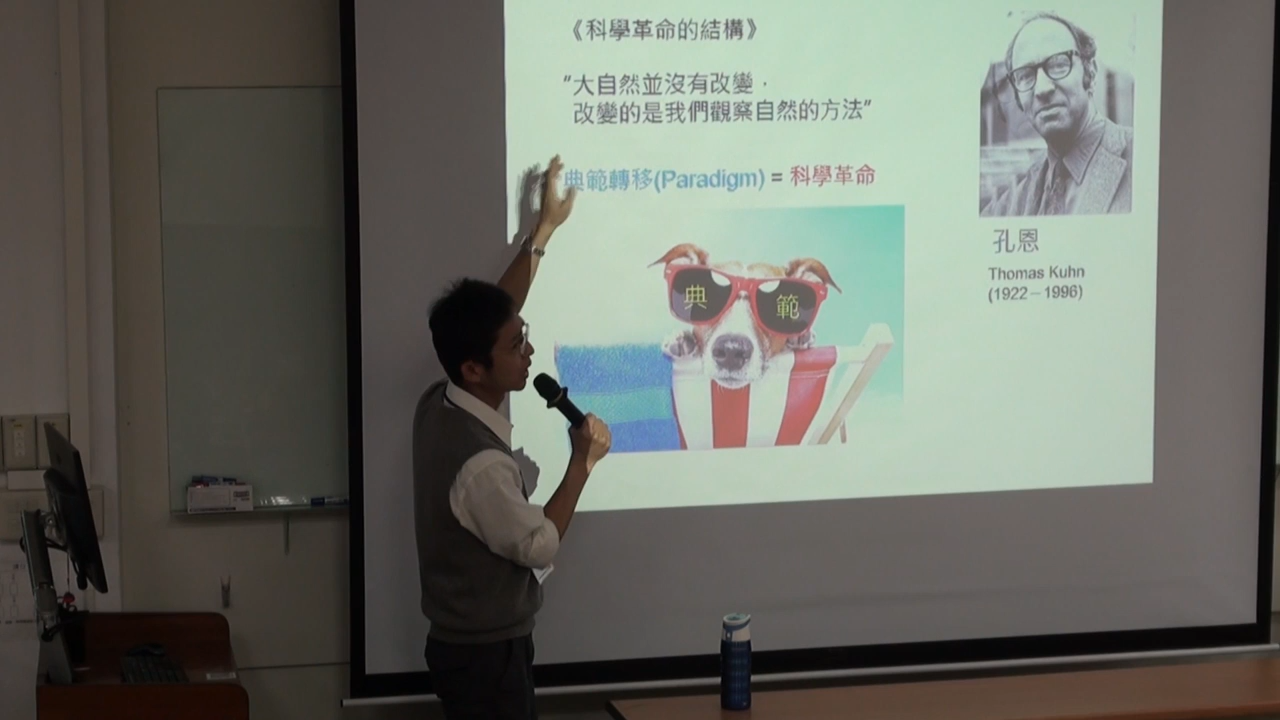 《科學革命的結構》
"大自然並沒有改變，
改變的是我們觀察自然的方法"
典範轉移(Paradigm) = 科學革命
典 範
孔恩
Thomas Kuhn
(1922－1996)